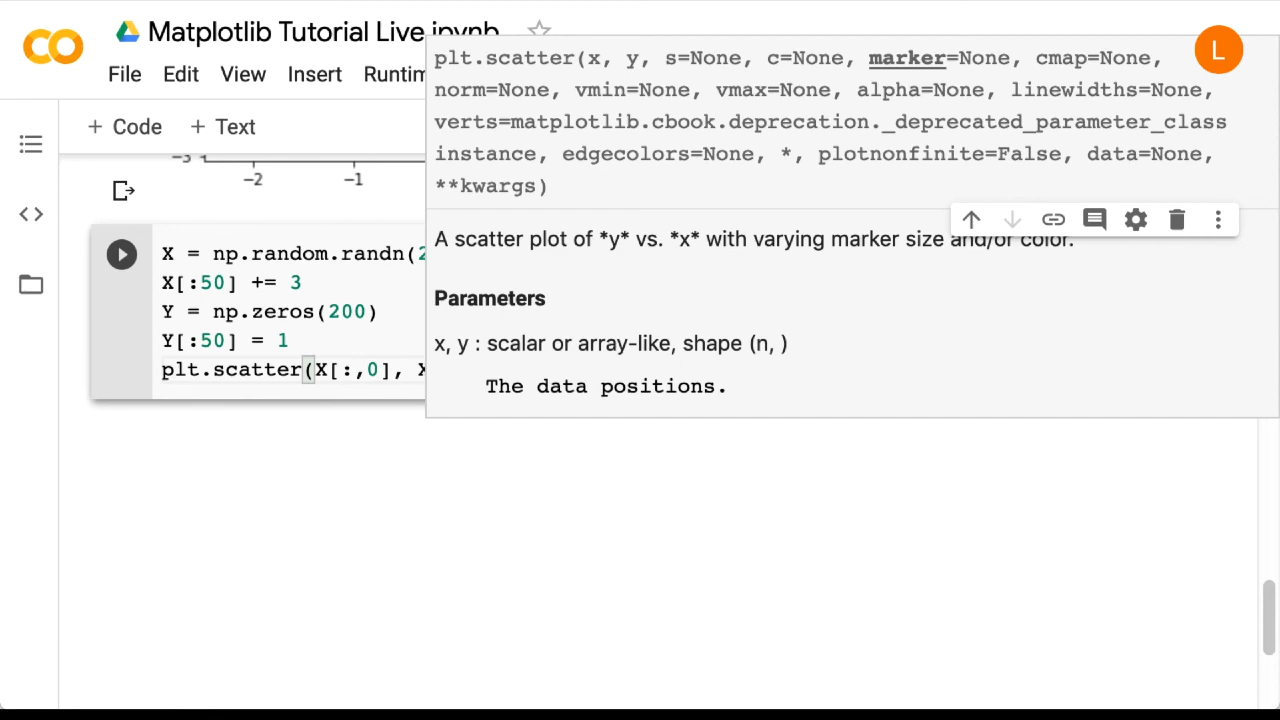 Matplotlib Tutorial Live.ipynb
File Edit View Insert Runtim
L
plt.scatter(x, y, s=None, c=None, marker=None, cmap=None,
norm=None, vmin=None, vmax=None, alpha=None, linewidths=None,
verts=matplotlib.cbook.deprecation._deprecated_parameter_class
instance, edgecolors=None, *, plotnonfinite=False, data=None,
**kwargs)
+ Code + Text
-3
-2 -1
A scatter plot of *y* vs. *x* with varying marker size and/or color.
Parameters
x, y : scalar or array-like, shape (n, )
The data positions.
X = np.random.randn(2
X[:50] += 3
Y = np.zeros(200)
Y[:50] = 1
plt.scatter(X[:,0], X